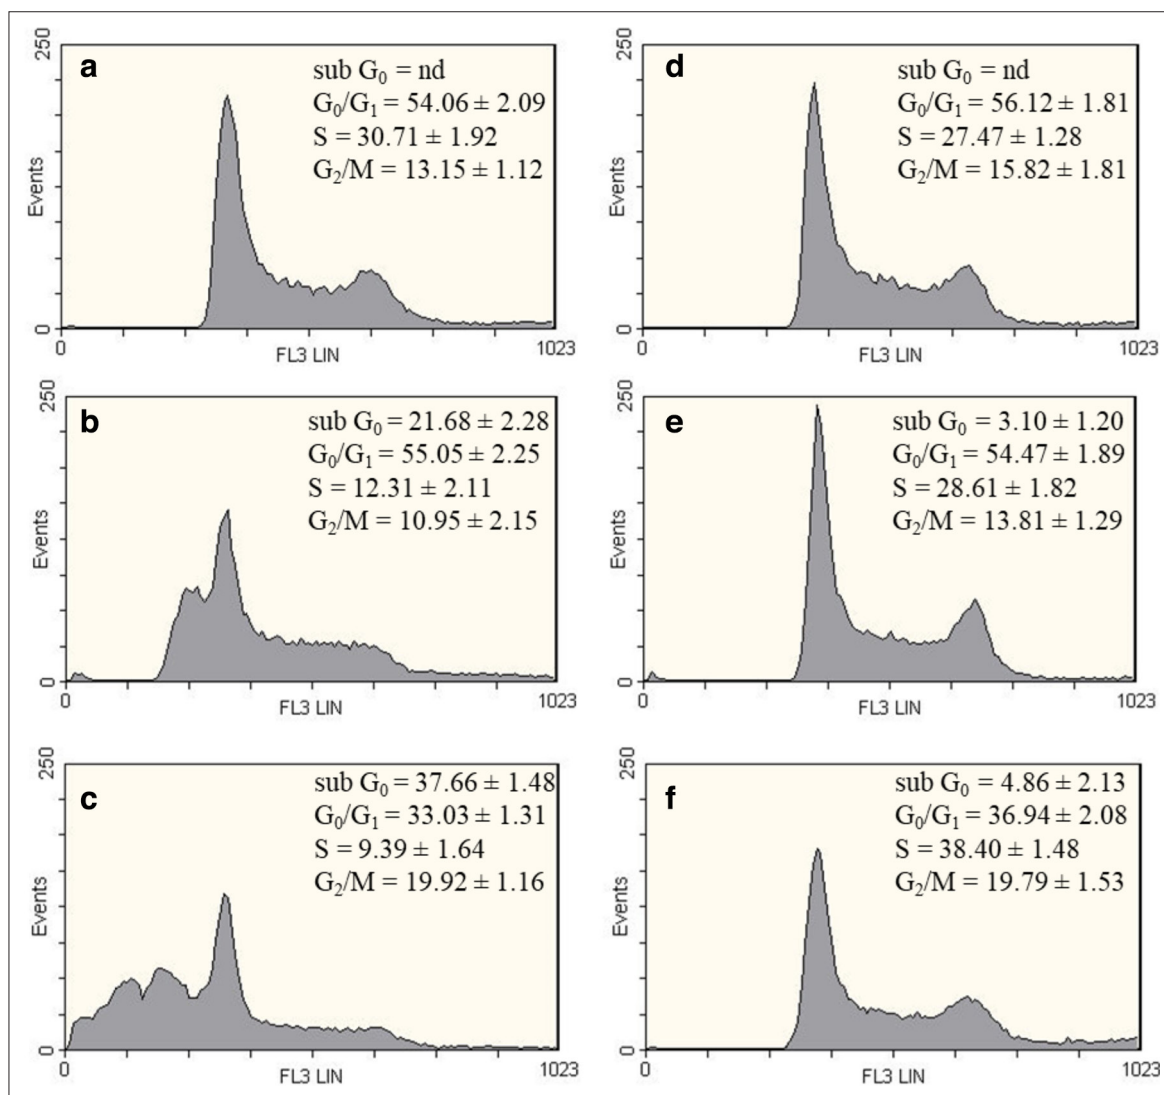 a
250
sub G₀ = nd
G₀/G₁ = 54.06 ± 2.09
S = 30.71 ± 1.92
G₂/M = 13.15 ± 1.12
Events
0
0
1023
FL3 LIN
d
250
sub G₀ = nd
G₀/G₁ = 56.12 ± 1.81
S = 27.47 ± 1.28
G₂/M = 15.82 ± 1.81
Events
0
0
1023
FL3 LIN
b
250
sub G₀ = 21.68 ± 2.28
G₀/G₁ = 55.05 ± 2.25
S = 12.31 ± 2.11
G₂/M = 10.95 ± 2.15
Events
0
0
1023
FL3 LIN
e
250
sub G₀ = 3.10 ± 1.20
G₀/G₁ = 54.47 ± 1.89
S = 28.61 ± 1.82
G₂/M = 13.81 ± 1.29
Events
0
0
1023
FL3 LIN
c
250
sub G₀ = 37.66 ± 1.48
G₀/G₁ = 33.03 ± 1.31
S = 9.39 ± 1.64
G₂/M = 19.92 ± 1.16
Events
0
0
1023
FL3 LIN
f
250
sub G₀ = 4.86 ± 2.13
G₀/G₁ = 36.94 ± 2.08
S = 38.40 ± 1.48
G₂/M = 19.79 ± 1.53
Events
0
0
1023
FL3 LIN